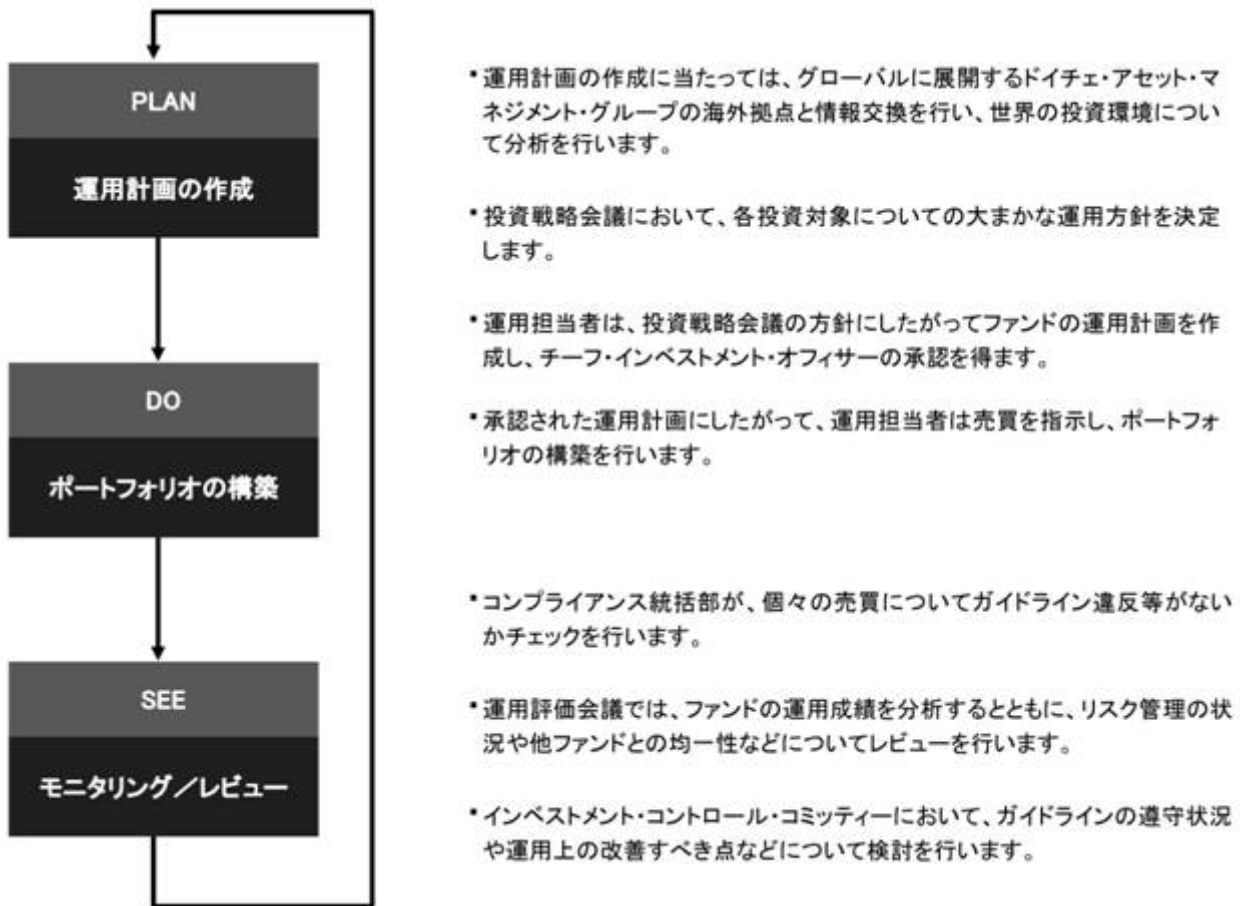 PLAN
運用計画の作成
・運用計画の作成に当たっては、グローバルに展開するドイチェ・アセット・マ
ネジメント・グループの海外拠点と情報交換を行い、世界の投資環境につい
て分析を行います。
・投資戦略会議において、各投資対象についての大まかな運用方針を決定
します。
・運用担当者は、投資戦略会議の方針にしたがってファンドの運用計画を作
成し、チーフ・インベストメント・オフィサーの承認を得ます。
DO
ポートフォリオの構築
・承認された運用計画にしたがって、運用担当者は売買を指示し、ポートフォ
リオの構築を行います。
SEE
モニタリング／レビュー
・コンプライアンス統括部が、個々の売買についてガイドライン違反等がない
かチェックを行います。
・運用評価会議では、ファンドの運用成績を分析するとともに、リスク管理の状
況や他ファンドとの均一性などについてレビューを行います。
・インベストメント・コントロール・コミッティーにおいて、ガイドラインの遵守状況
や運用上の改善すべき点などについて検討を行います。